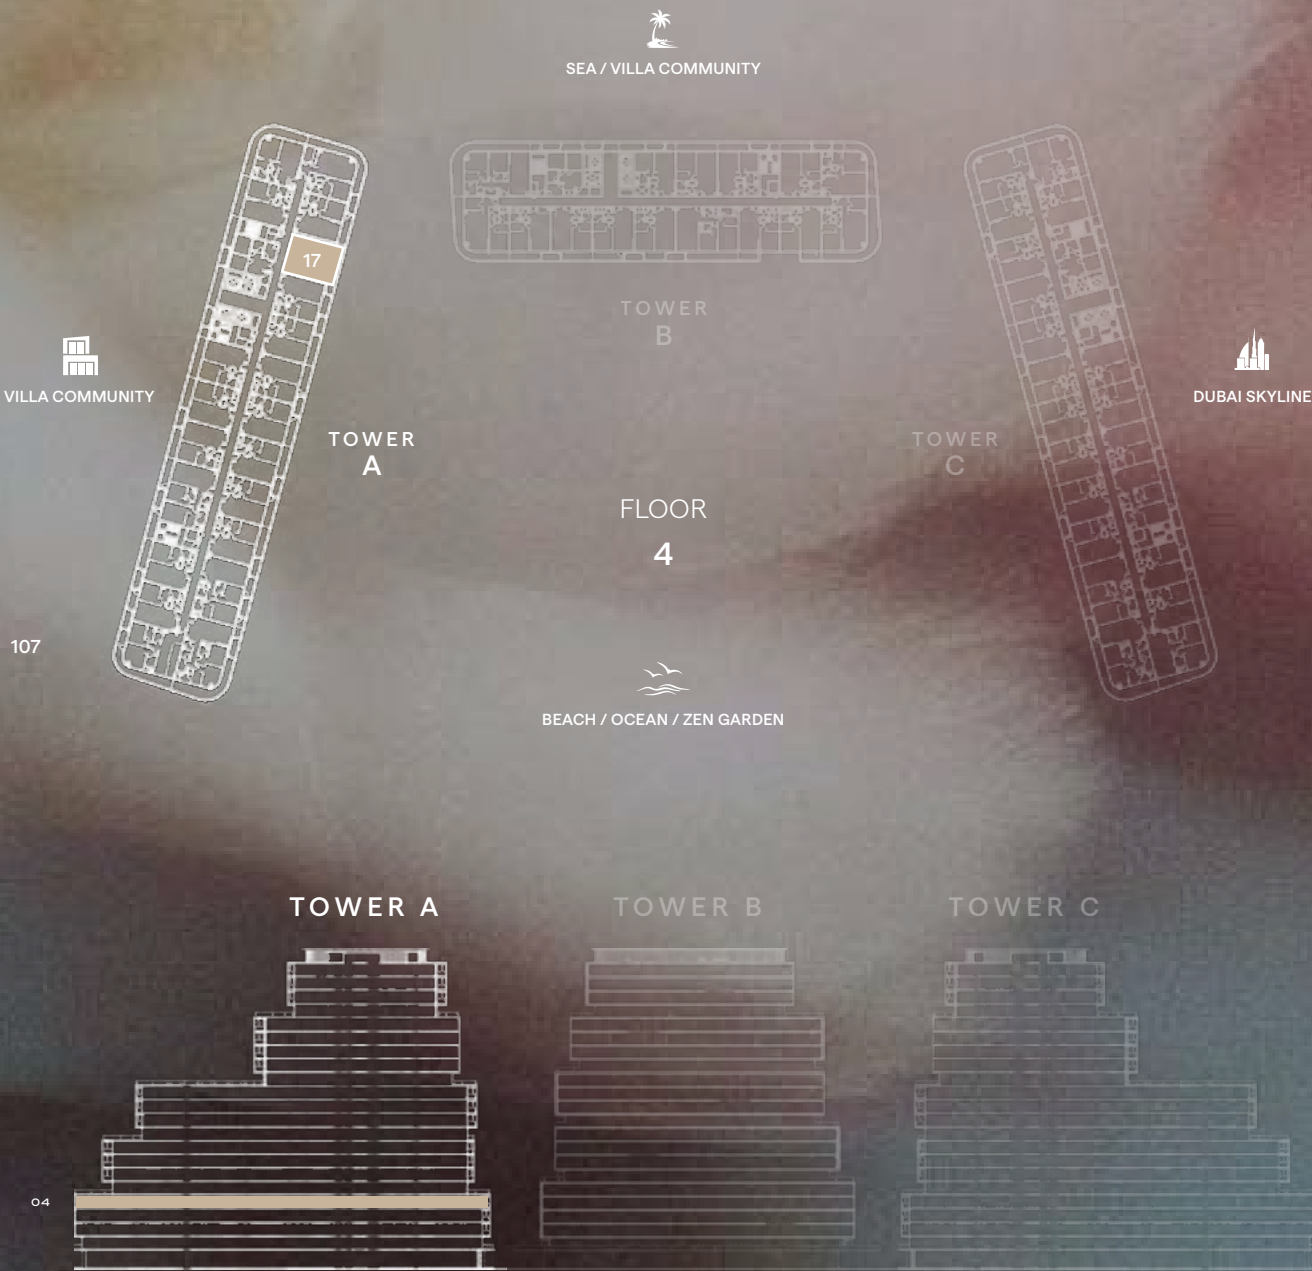 SEA / VILLA COMMUNITY
17
TOWER
B
VILLA COMMUNITY
DUBAI SKYLINE
TOWER
A
TOWER
C
FLOOR
4
107
BEACH / OCEAN / ZEN GARDEN
TOWER A
TOWER B
TOWER C
04